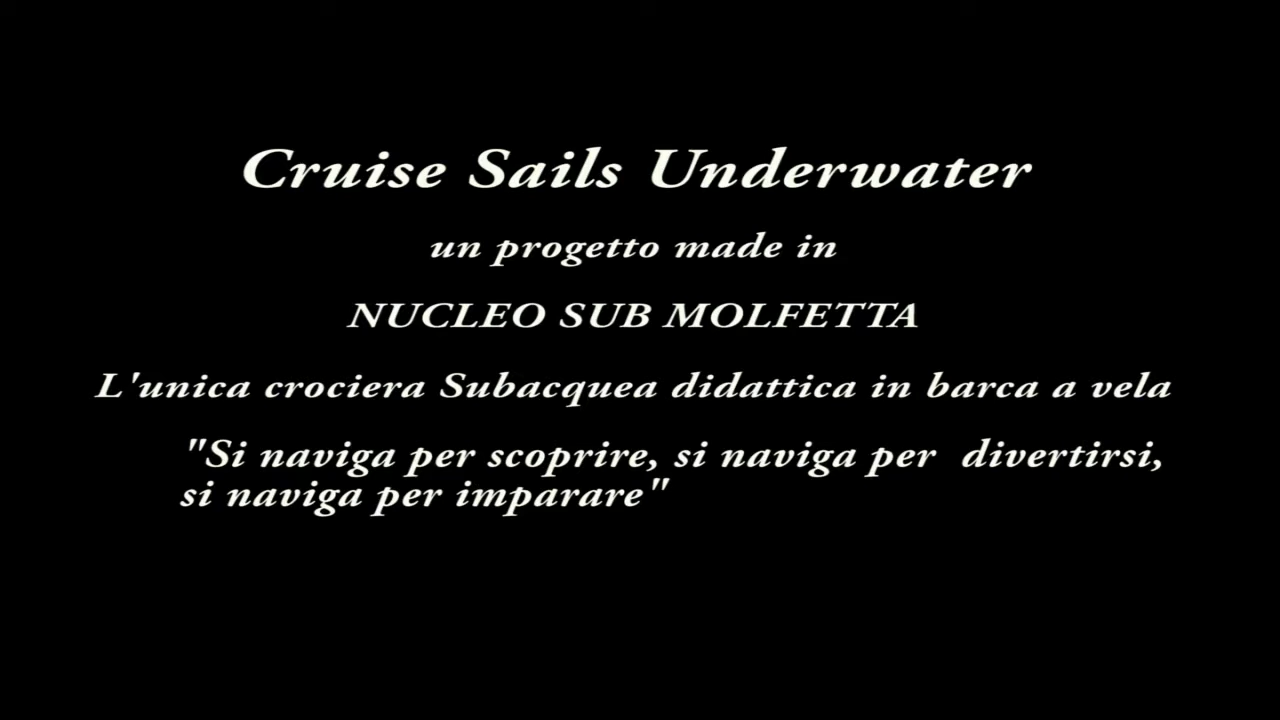 Cruise Sails Underwater
un progetto made in
NUCLEO SUB MOLFETTA
L'unica crociera Subacquea didattica in barca a vela
"Si naviga per scoprire, si naviga per divertirsi,
si naviga per imparare"